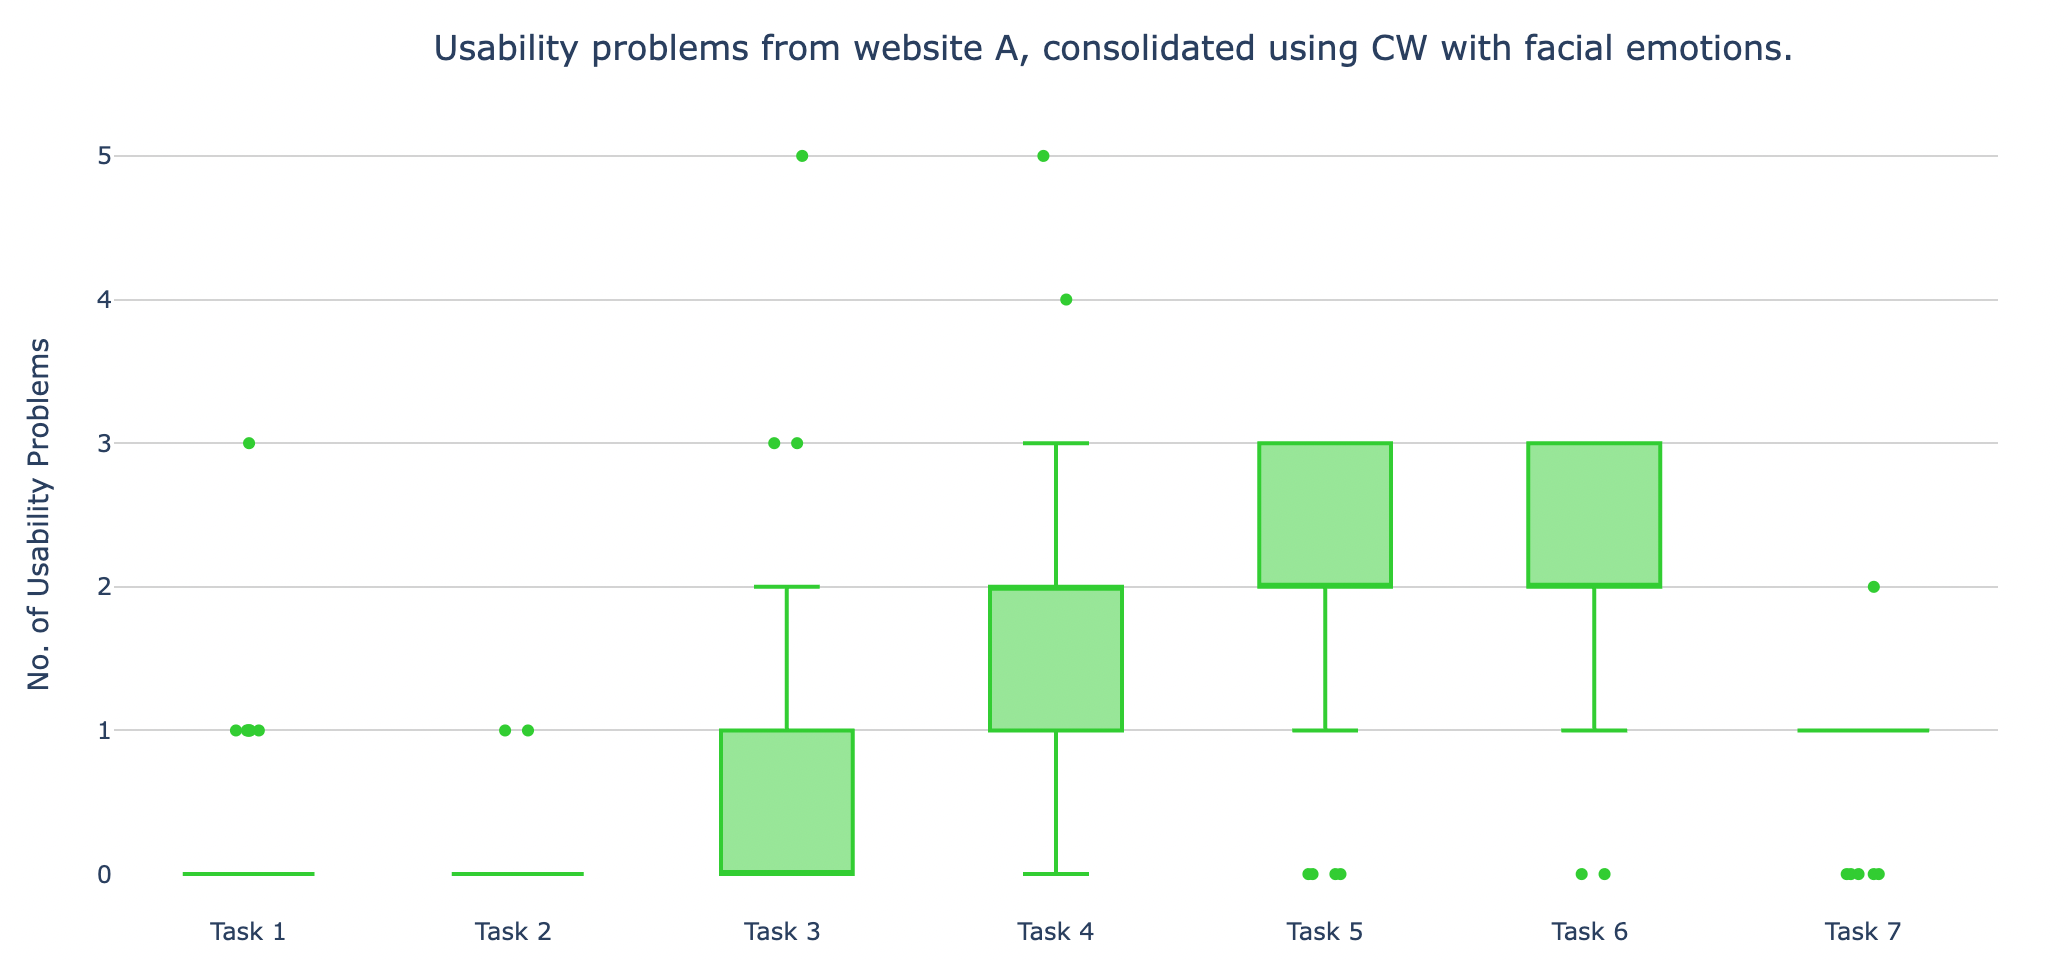 Usability problems from website A, consolidated using CW with facial emotions.
No. of Usability Problems
5
4
3
2
1
0
Task 1
Task 2
Task 3
Task 4
Task 5
Task 6
Task 7